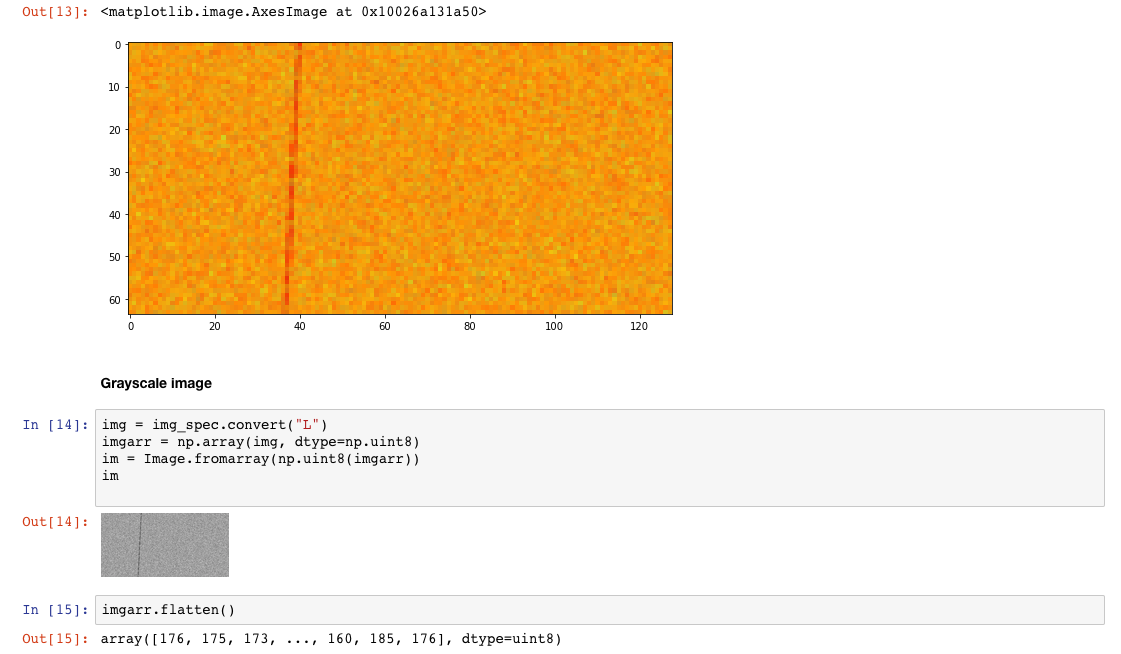 Out[13]: <matplotlib.image.AxesImage at 0x10026a131a50>
0
10
20
30
40
50
60
0 20 40 60 80 100 120
Grayscale image
In [14]: img = img_spec.convert("L")
imgarr = np.array(img, dtype=np.uint8)
im = Image.fromarray(np.uint8(imgarr))
im
Out[14]:
In [15]: imgarr.flatten()
Out[15]: array([176, 175, 173, ..., 160, 185, 176], dtype=uint8)